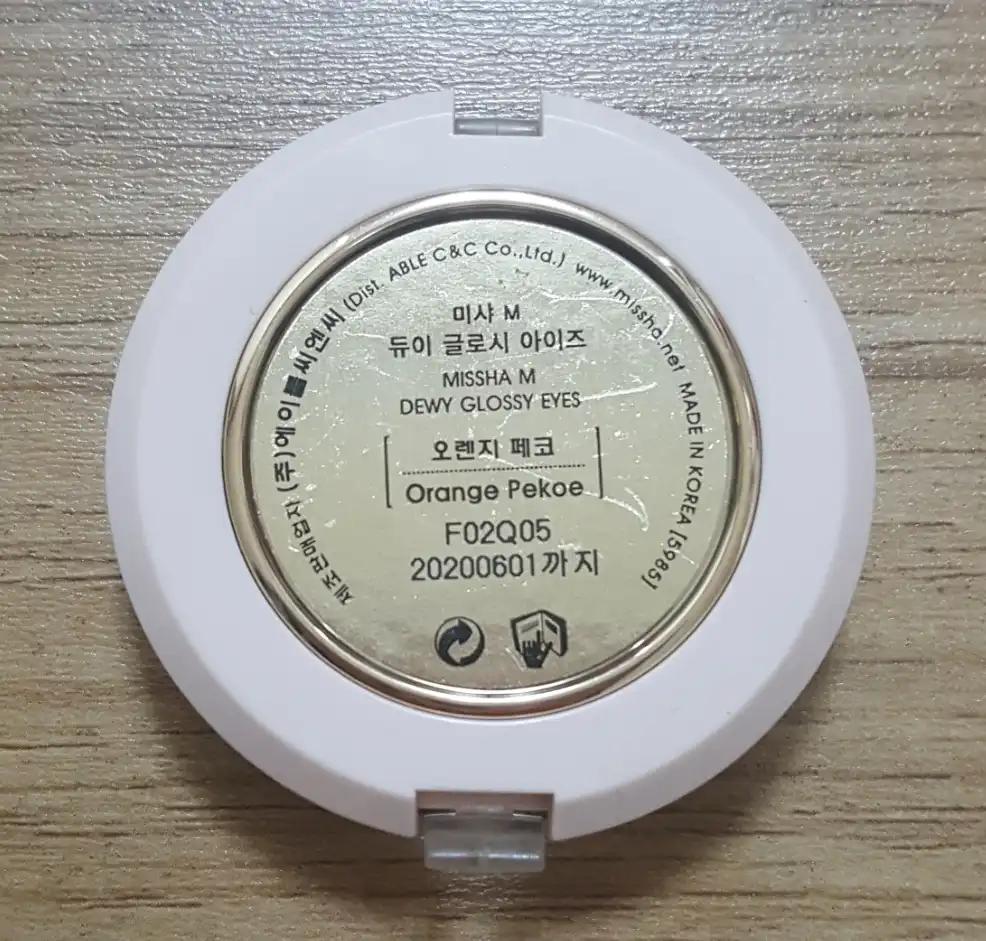 제조판매업자 (주)에이블씨엔씨 (Dist. ABLE C&C Co.,Ltd.) www.missha.net MADE IN KOREA [5985]
미샤 M
듀이 글로시 아이즈
MISSHA M
DEWY GLOSSY EYES
오렌지 페코
Orange Pekoe
F02Q05
20200601까지